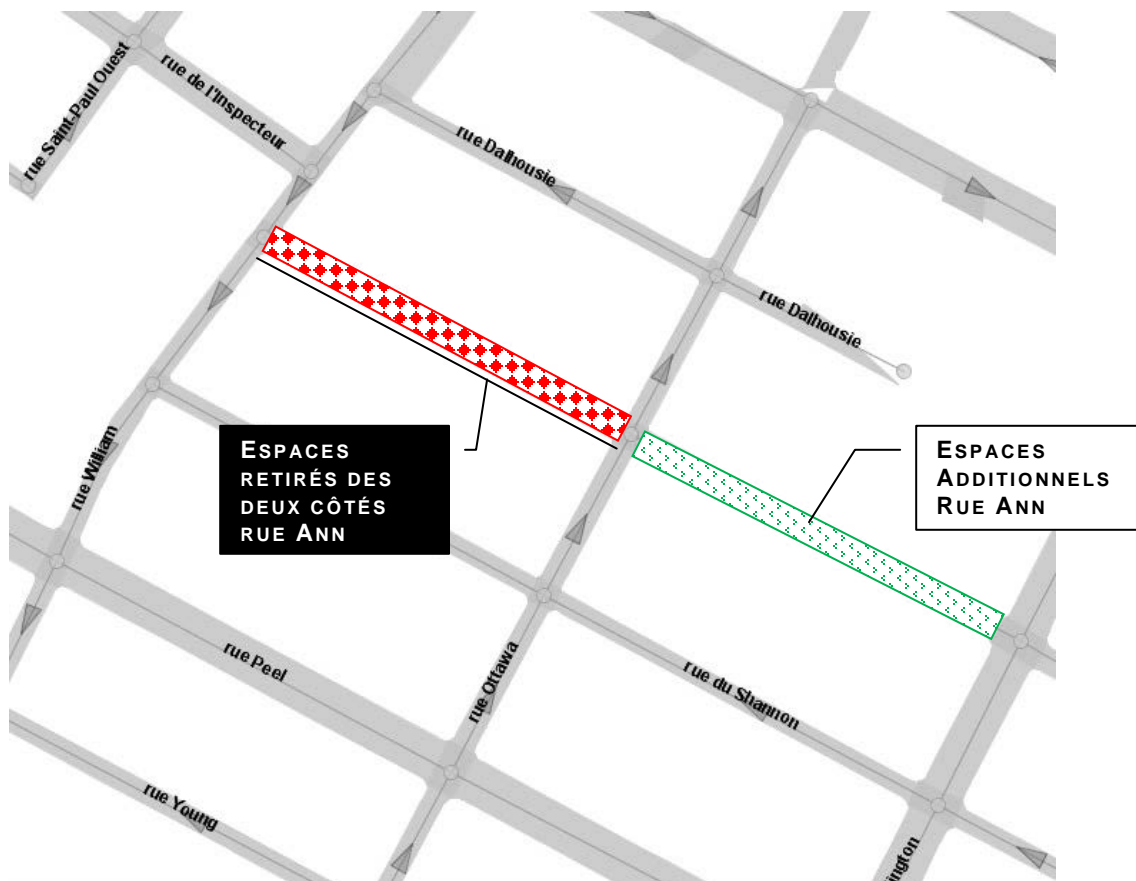 rue Saint-Paul Ouest
rue de l'Inspecteur
rue Dalhousie
rue Dalhousie
ESPACES
RETIRÉS DES
DEUX CÔTÉS
RUE ANN
ESPACES
ADDITIONNELS
RUE ANN
rue William
rue Peel
rue Ottawa
rue du Shannon
rue Young
ington